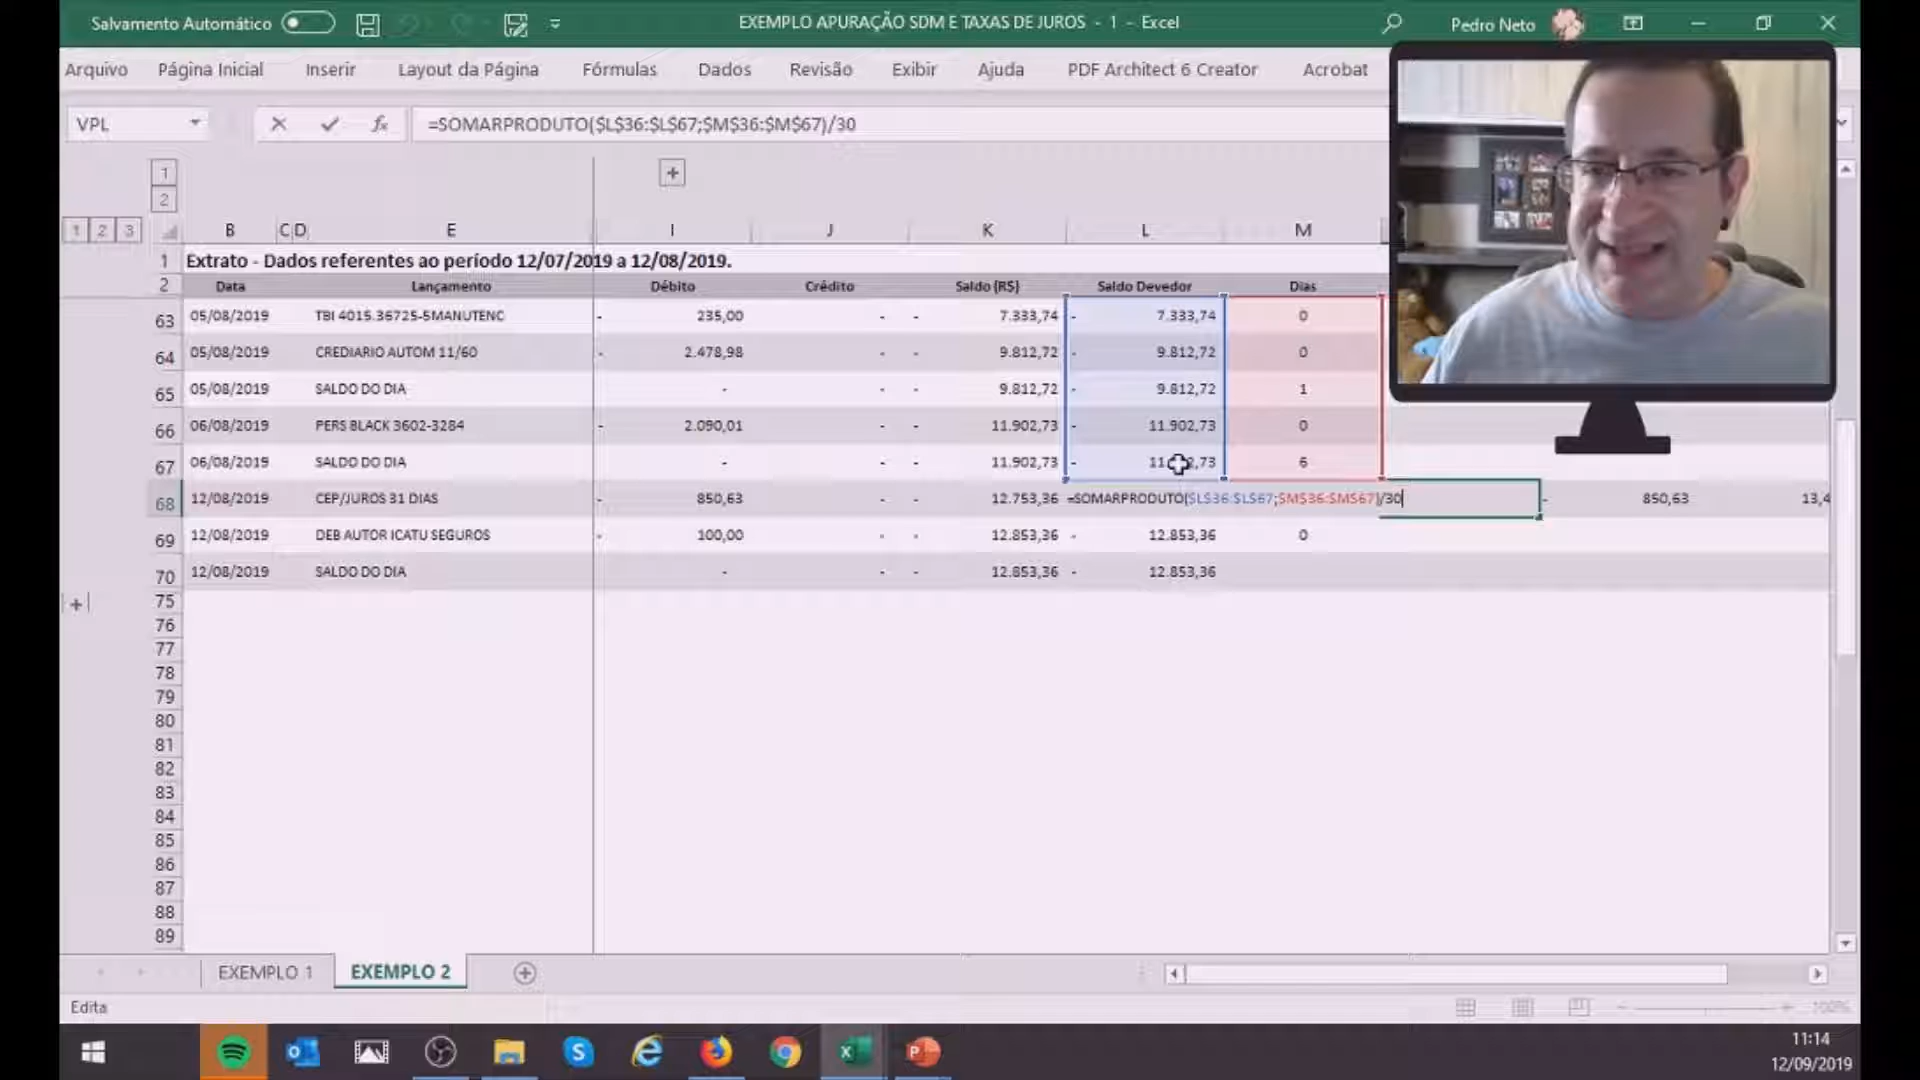 Salvamento Automático
EXEMPLO APURAÇÃO SDM E TAXAS DE JUROS - 1 - Excel
Pedro Neto
Arquivo Página Inicial Inserir Layout da Página Fórmulas Dados Revisão Exibir Ajuda PDF Architect 6 Creator Acrobat
VPL fx =SOMARPRODUTO($L$36:$L$67;$M$36:$M$67)/30
1
2
1 2 3 B C D E I J K L M
1 Extrato - Dados referentes ao período 12/07/2019 a 12/08/2019.
2 Data Lançamento Débito Crédito Saldo (R$) Saldo Devedor Dias
63 05/08/2019 TBI 4015.36725-5MANUTENC - 235,00 - - 7.333,74 - 7.333,74 0
64 05/08/2019 CREDIARIO AUTOM 11/60 - 2.478,98 - - 9.812,72 - 9.812,72 0
65 05/08/2019 SALDO DO DIA - - - 9.812,72 - 9.812,72 1
66 06/08/2019 PERS BLACK 3602-3284 - 2.090,01 - - 11.902,73 - 11.902,73 0
67 06/08/2019 SALDO DO DIA - - - 11.902,73 - 6
68 12/08/2019 CEP/JUROS 31 DIAS - 850,63 - - 12.753,36 =SOMARPRODUTO($L$36:$L$67;$M$36:$M$67)/30 - 850,63 13,4
69 12/08/2019 DEB AUTOR ICATU SEGUROS - 100,00 - - 12.853,36 - 12.853,36 0
70 12/08/2019 SALDO DO DIA - - - 12.853,36 - 12.853,36
75
76
77
78
79
80
81
82
83
84
85
86
87
88
89
EXEMPLO 1 EXEMPLO 2
Edita 100%
11:14
12/09/2019